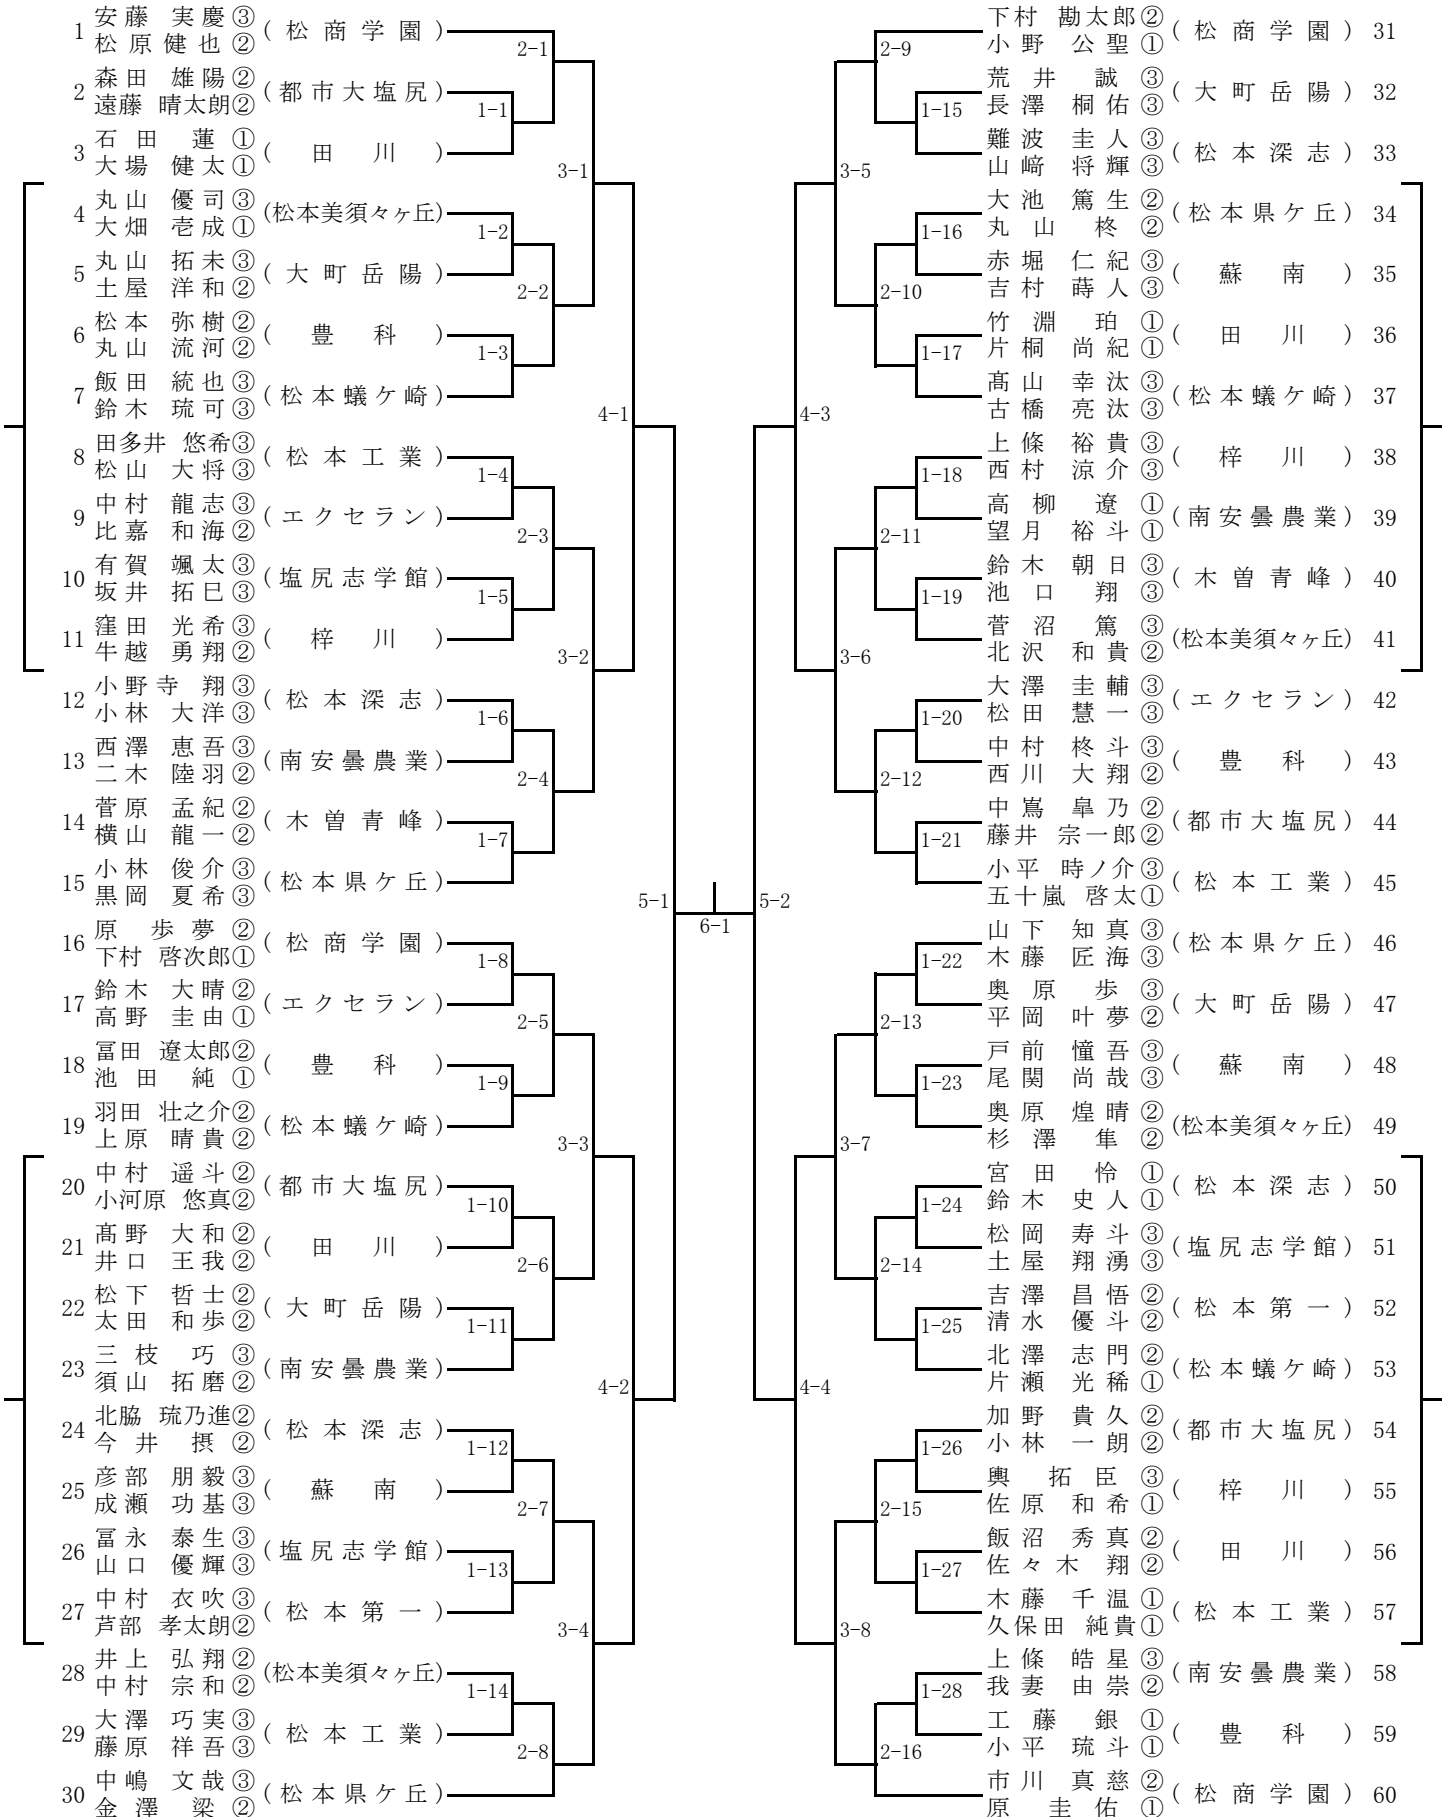 1 安藤 実慶③ 松原健也② (松商学園)
2 森田 雄陽② 遠藤 晴太朗② (都市大塩尻)
3 石田 蓮① 大場 健太① (田川)
4 丸山 優司③ 大畑 壱成① (松本美須々ヶ丘)
5 丸山 拓未③ 土屋 洋和② (大町岳陽)
6 松本 弥樹② 丸山 流河② (豊科)
7 飯田 統也③ 鈴木 琉可③ (松本蟻ケ崎)
8 田多井 悠希③ 松山 大将③ (松本工業)
9 中村 龍志③ 比嘉 和海② (エクセラン)
10 有賀 颯太③ 坂井 拓巳③ (塩尻志学館)
11 窪田 光希③ 牛越 勇翔② (梓川)
12 小野寺 翔③ 小林 大洋③ (松本深志)
13 西澤 恵吾③ 二木 陸羽② (南安曇農業)
14 菅原 孟紀② 横山 龍一② (木曽青峰)
15 小林 俊介③ 黒岡 夏希③ (松本県ケ丘)
16 原 歩夢② 下村 啓次郎① (松商学園)
17 鈴木 大晴② 高野 圭由① (エクセラン)
18 冨田 遼太郎② 池田 純① (豊科)
19 羽田 壮之介② 上原 晴貴② (松本蟻ケ崎)
20 中村 遥斗② 小河原 悠真② (都市大塩尻)
21 髙野 大和② 井口 王我② (田川)
22 松下 哲士② 太田 和歩② (大町岳陽)
23 三枝 巧③ 須山 拓磨② (南安曇農業)
24 北脇 琉乃進② 今井 摂② (松本深志)
25 彦部 朋毅③ 成瀬 功基③ (蘇南)
26 冨永 泰生③ 山口 優輝③ (塩尻志学館)
27 中村 衣吹③ 芦部 孝太朗② (松本第一)
28 井上 弘翔② 中村 宗和② (松本美須々ヶ丘)
29 大澤 巧実③ 藤原 祥吾③ (松本工業)
30 中嶋 文哉③ 金澤 梁② (松本県ケ丘)
2-1
1-1
3-1
1-2
2-2
1-3
4-1
1-4
2-3
1-5
3-2
1-6
2-4
1-7
5-1
1-8
2-5
1-9
3-3
1-10
2-6
1-11
4-2
1-12
2-7
1-13
3-4
1-14
2-8
6-1
2-9
1-15
3-5
1-16
2-10
1-17
4-3
1-18
2-11
1-19
3-6
1-20
2-12
1-21
5-2
1-22
2-13
1-23
3-7
1-24
2-14
1-25
4-4
1-26
2-15
1-27
3-8
1-28
2-16
下村 勘太郎② 小野 公聖① (松商学園) 31
荒井 誠③ 長澤 桐佑③ (大町岳陽) 32
難波 圭人③ 山﨑 将輝③ (松本深志) 33
大池 篤生② 丸山 柊② (松本県ケ丘) 34
赤堀 仁紀③ 吉村 蒔人③ (蘇南) 35
竹淵 珀① 片桐 尚紀① (田川) 36
髙山 幸汰③ 古橋 亮汰③ (松本蟻ケ崎) 37
上條 裕貴③ 西村 涼介③ (梓川) 38
高柳 遼① 望月 裕斗① (南安曇農業) 39
鈴木 朝日③ 池口 翔③ (木曽青峰) 40
菅沼 篤③ 北沢 和貴② (松本美須々ヶ丘) 41
大澤 圭輔③ 松田 慧一③ (エクセラン) 42
中村 柊斗③ 西川 大翔② (豊科) 43
中嶌 皐乃② 藤井 宗一郎② (都市大塩尻) 44
小平 時ノ介③ 五十嵐 啓太① (松本工業) 45
山下 知真③ 木藤 匠海③ (松本県ケ丘) 46
奥原 歩③ 平岡 叶夢② (大町岳陽) 47
戸前 憧吾③ 尾関 尚哉③ (蘇南) 48
奥原 煌晴② 杉澤 隼② (松本美須々ヶ丘) 49
宮田 怜① 鈴木 史人① (松本深志) 50
松岡 寿斗③ 土屋 翔湧③ (塩尻志学館) 51
吉澤 昌悟② 清水 優斗② (松本第一) 52
北澤 志門② 片瀬 光稀① (松本蟻ケ崎) 53
加野 貴久② 小林 一朗② (都市大塩尻) 54
輿 拓臣③ 佐原 和希① (梓川) 55
飯沼 秀真② 佐々木 翔② (田川) 56
木藤 千温① 久保田 純貴① (松本工業) 57
上條 皓星③ 我妻 由崇② (南安曇農業) 58
工藤 銀① 小平 琉斗① (豊科) 59
市川 真慈② 原 圭佑① (松商学園) 60